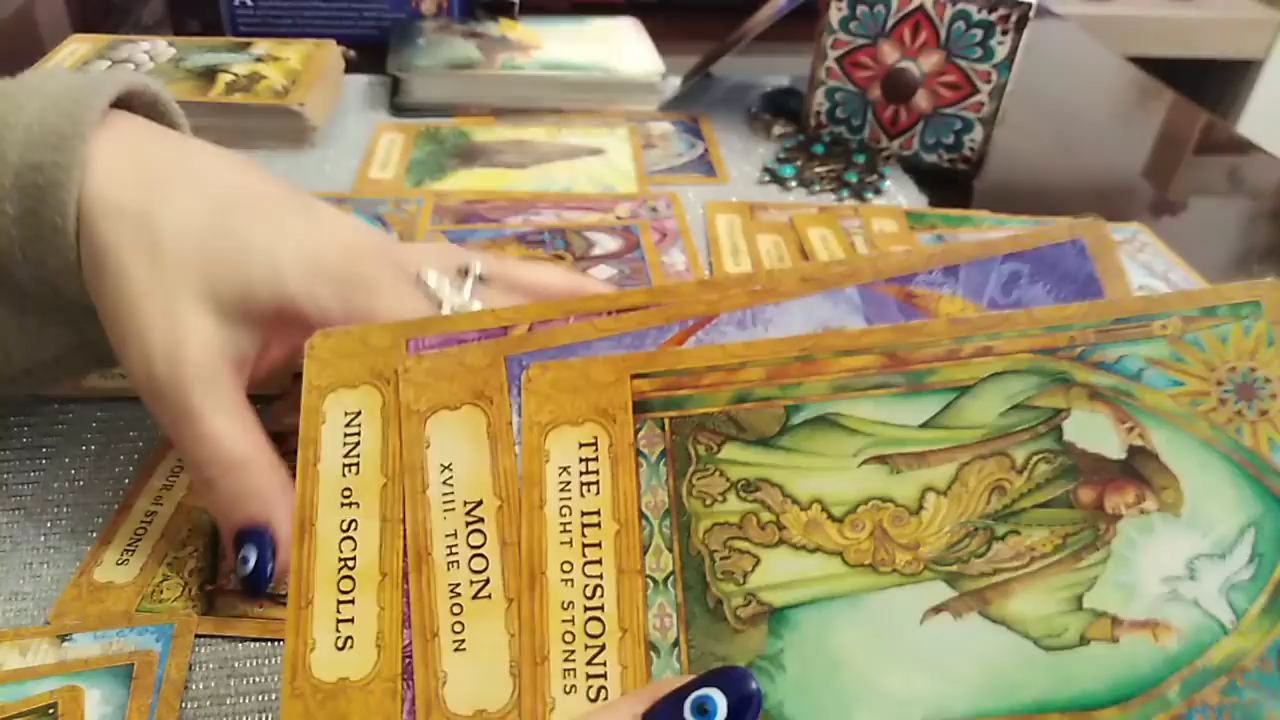 NINE of SCROLLS
MOON
XVIII. THE MOON
THE ILLUSIONIS
KNIGHT OF STONES
OUR of STONES